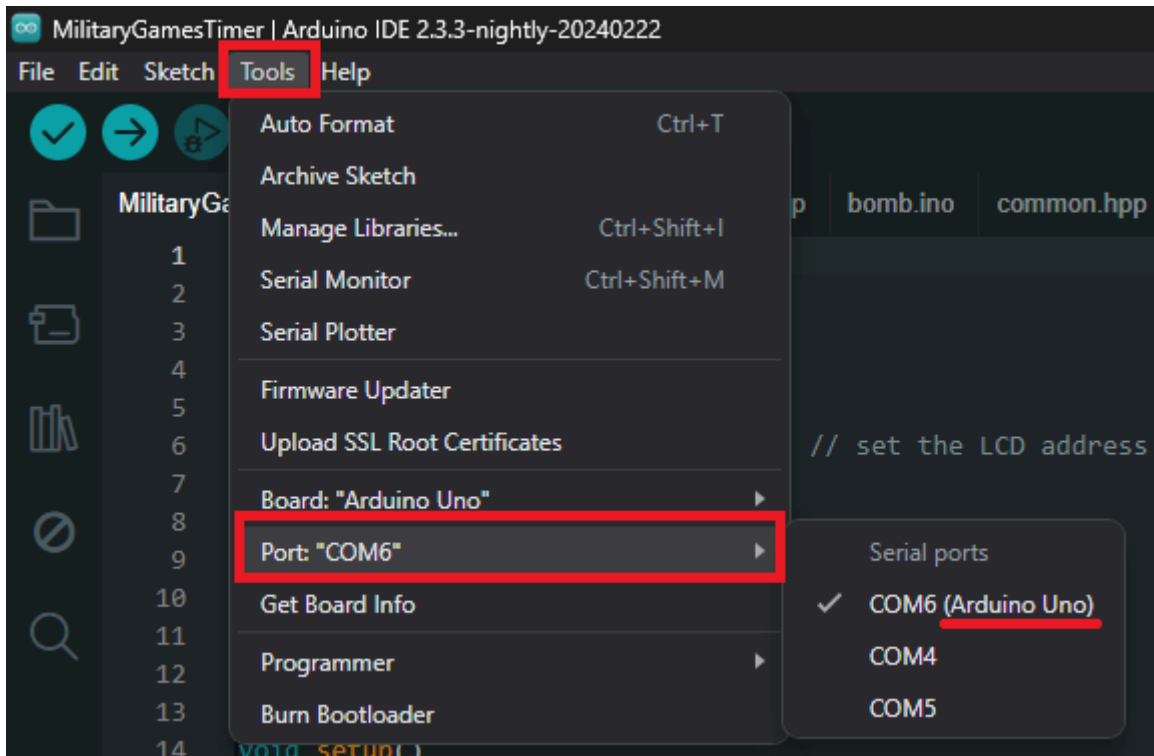 MilitaryGamesTimer | Arduino IDE 2.3.3-nightly-20240222
File Edit Sketch Tools Help
Auto Format Ctrl+T
Archive Sketch
MilitaryGa p bomb.ino common.hpp
Manage Libraries... Ctrl+Shift+I
1
Serial Monitor Ctrl+Shift+M
2
Serial Plotter
3
4
Firmware Updater
5
Upload SSL Root Certificates
6 // set the LCD address
7
Board: "Arduino Uno"
8
Port: "COM6" Serial ports
9
10
Get Board Info COM6 (Arduino Uno)
11
Programmer COM4
12
Burn Bootloader COM5
13
14 void setup()